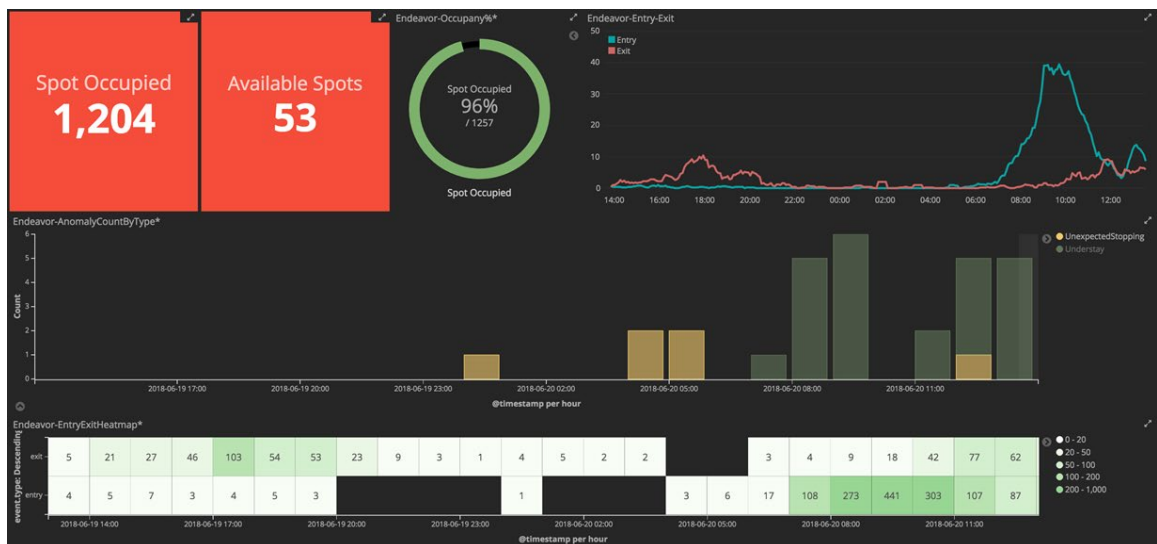 Spot Occupied
1,204
Available Spots
53
Endeavor-Occupany%*
Spot Occupied
96%
/ 1257
Spot Occupied
Endeavor-Entry-Exit
Entry
Exit
50
40
30
20
10
0
14:00 16:00 18:00 20:00 22:00 00:00 02:00 04:00 06:00 08:00 10:00 12:00
Endeavor-AnomalyCountByType*
UnexpectedStopping
Understay
Count
6
5
4
3
2
1
0
2018-06-19 17:00 2018-06-19 20:00 2018-06-19 23:00 2018-06-20 02:00 2018-06-20 05:00 2018-06-20 08:00 2018-06-20 11:00
@timestamp per hour
Endeavor-EntryExitHeatmap*
event.type: Descending
exit 5 21 27 46 103 54 53 23 9 3 1 4 5 2 2 3 4 9 18 42 77 62
entry 4 5 7 3 4 5 3 1 3 6 17 108 273 441 303 107 87
0 - 20
20 - 50
50 - 100
100 - 200
200 - 1,000
2018-06-19 14:00 2018-06-19 17:00 2018-06-19 20:00 2018-06-19 23:00 2018-06-20 02:00 2018-06-20 05:00 2018-06-20 08:00 2018-06-20 11:00
@timestamp per hour